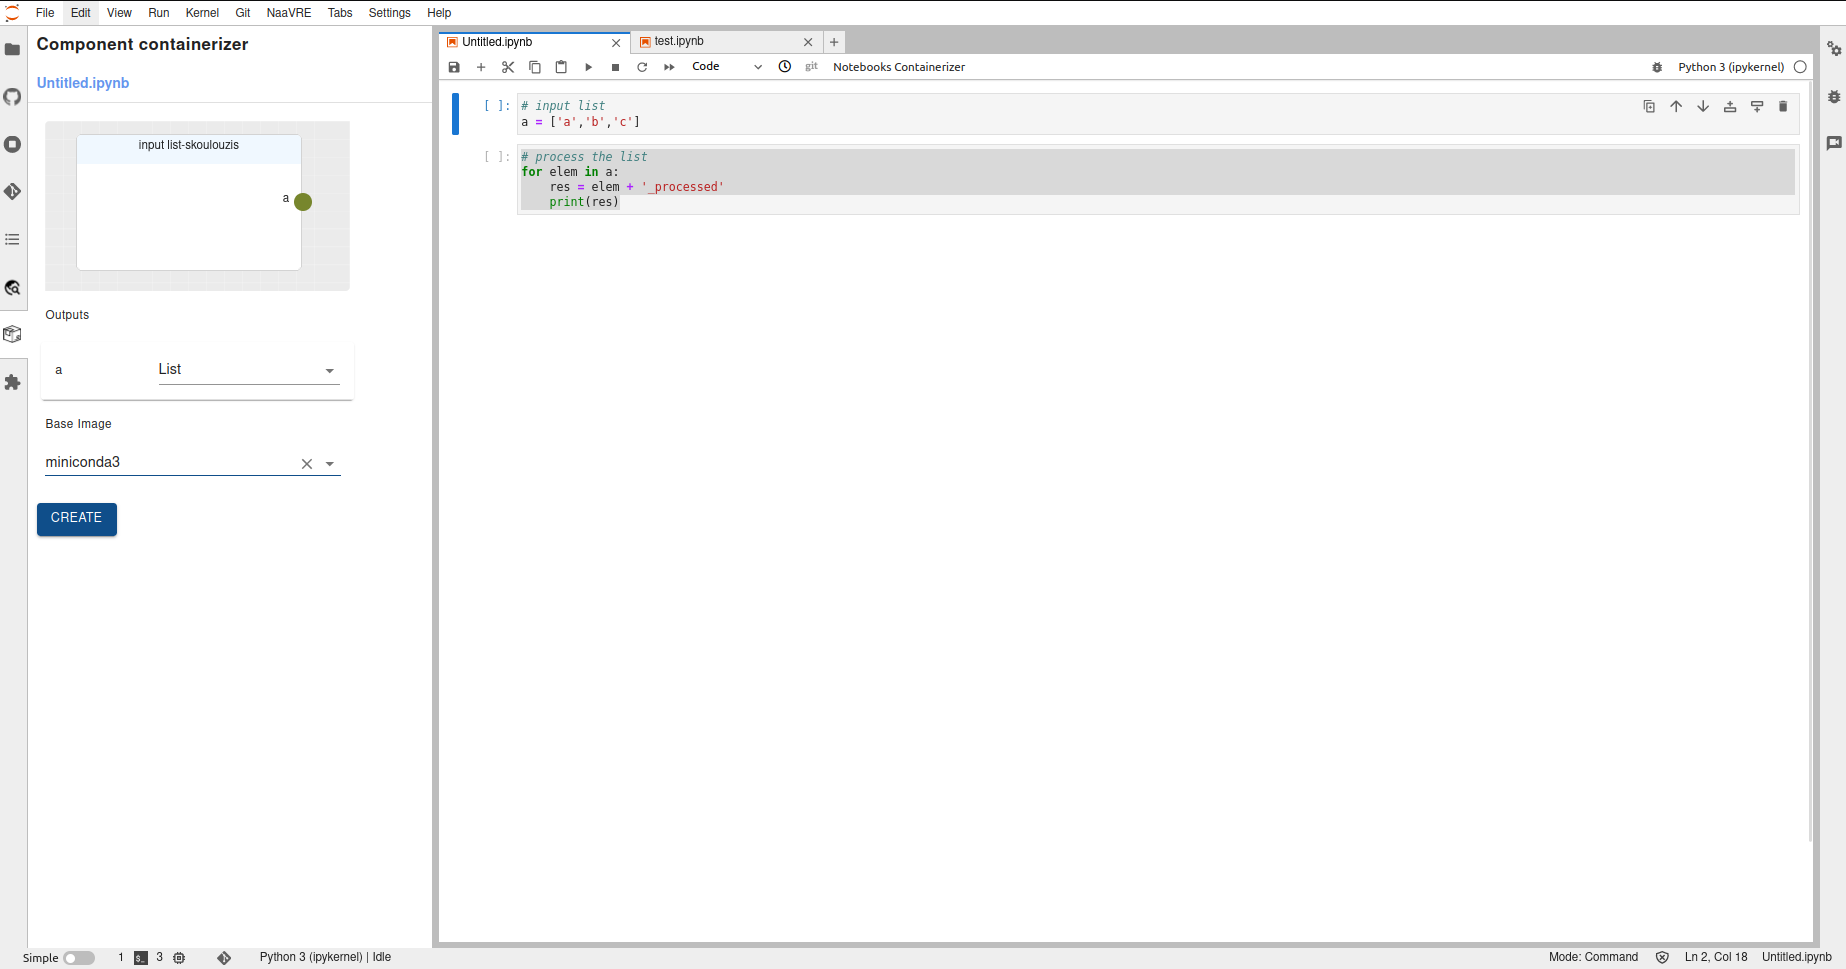 File Edit View Run Kernel Git NaaVRE Tabs Settings Help
Component containerizer
Untitled.ipynb
input list-skoulouzis
a
Outputs
a List
Base Image
miniconda3
CREATE
Untitled.ipynb test.ipynb
Code git Notebooks Containerizer Python 3 (ipykernel)
[ ]: # input list
a = ['a','b','c']
[ ]: # process the list
for elem in a:
    res = elem + '_processed'
    print(res)
Simple 1 $_ 3 Python 3 (ipykernel) | Idle Mode: Command Ln 2, Col 18 Untitled.ipynb